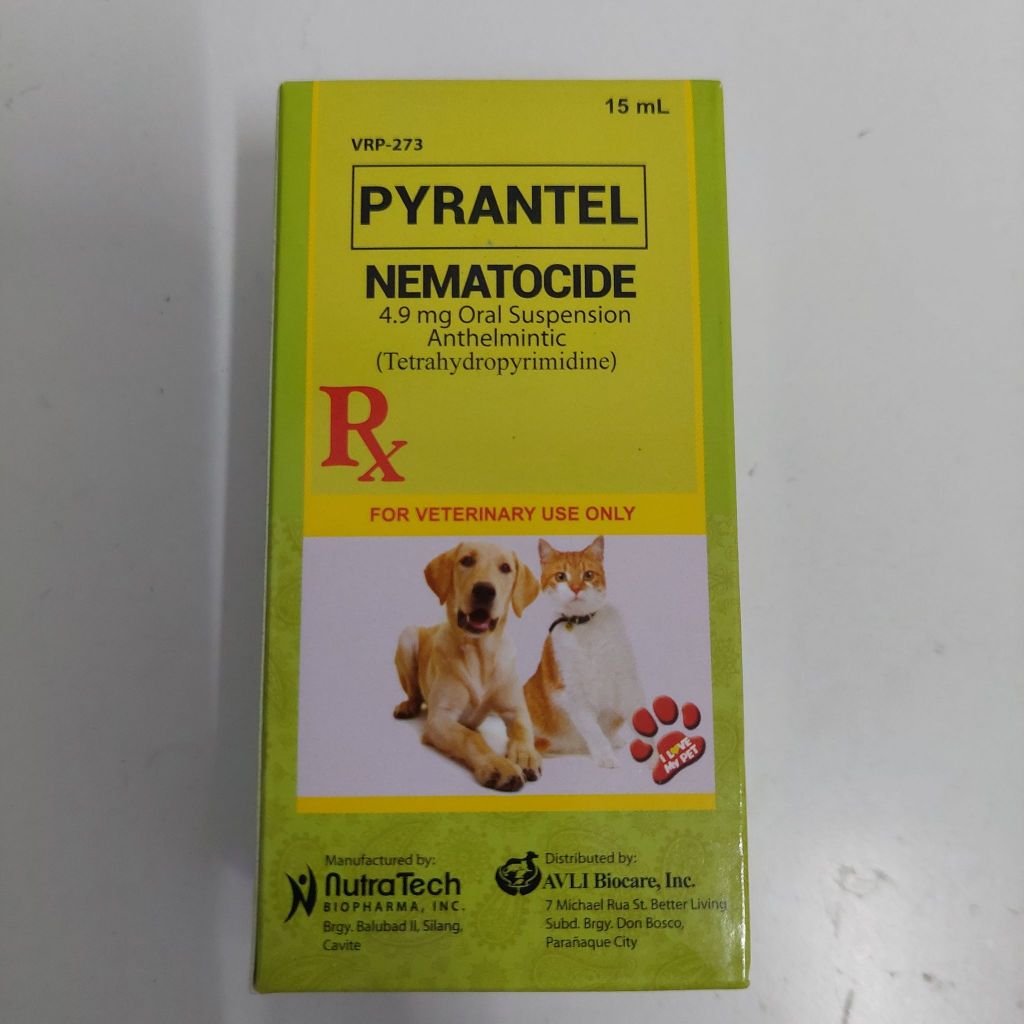 15 mL
VRP-273
PYRANTEL
NEMATOCIDE
4.9 mg Oral Suspension
Anthelmintic
(Tetrahydropyrimidine)
Rx
FOR VETERINARY USE ONLY
I LOVE
My PET
Manufactured by:
NutraTech
BIOPHARMA, INC.
Brgy. Balubad II, Silang,
Cavite
Distributed by:
AVLI Biocare, Inc.
7 Michael Rua St. Better Living
Subd. Brgy. Don Bosco,
Parañaque City